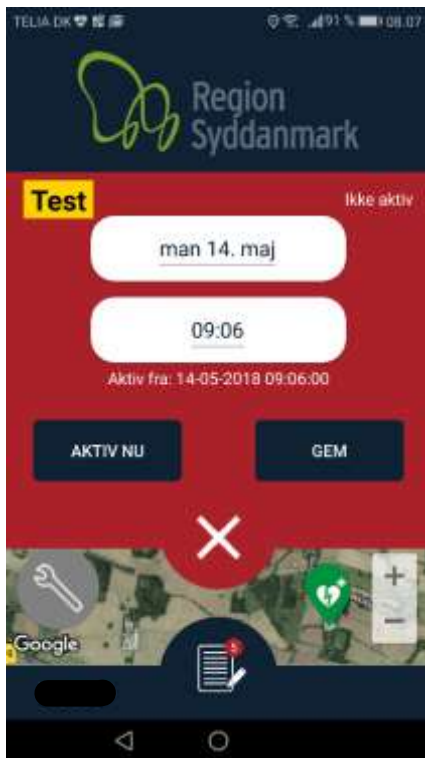 TELIA DK 91 % 08.07
Region
Syddanmark
Test
Ikke aktiv
man 14. maj
09:06
Aktiv fra: 14-05-2018 09:06:00
AKTIV NU
GEM
Google